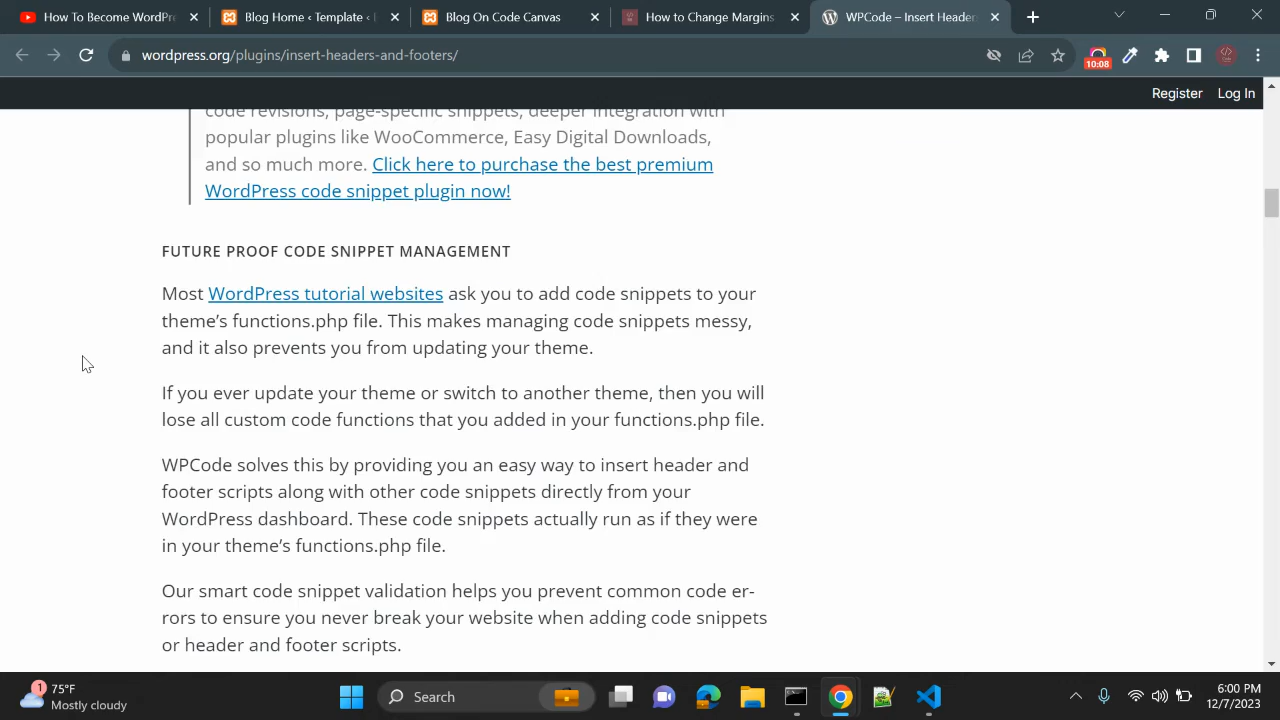 How To Become WordPr
Blog Home ‹ Template ‹
Blog On Code Canvas
How to Change Margins
WPCode – Insert Header
wordpress.org/plugins/insert-headers-and-footers/
10:08
Register Log In
code revisions, page-specific snippets, deeper integration with
popular plugins like WooCommerce, Easy Digital Downloads,
and so much more. Click here to purchase the best premium
WordPress code snippet plugin now!
FUTURE PROOF CODE SNIPPET MANAGEMENT
Most WordPress tutorial websites ask you to add code snippets to your
theme’s functions.php file. This makes managing code snippets messy,
and it also prevents you from updating your theme.
If you ever update your theme or switch to another theme, then you will
lose all custom code functions that you added in your functions.php file.
WPCode solves this by providing you an easy way to insert header and
footer scripts along with other code snippets directly from your
WordPress dashboard. These code snippets actually run as if they were
in your theme’s functions.php file.
Our smart code snippet validation helps you prevent common code er-
rors to ensure you never break your website when adding code snippets
or header and footer scripts.
1
75°F
Mostly cloudy
Search
6:00 PM
12/7/2023